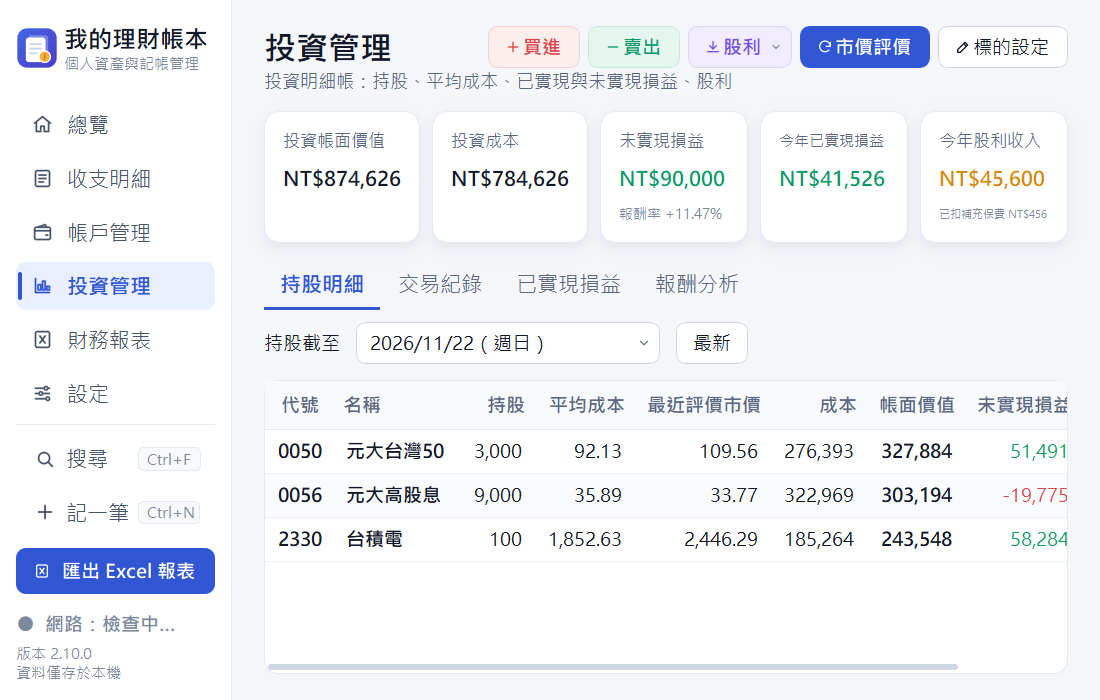 我的理財帳本
個人資產與記帳管理
總覽
收支明細
帳戶管理
投資管理
財務報表
設定
搜尋 Ctrl+F
記一筆 Ctrl+N
匯出 Excel 報表
網路：檢查中...
版本 2.10.0
資料僅存於本機
投資管理
+買進 −賣出 股利 市價評價 標的設定
投資明細帳：持股、平均成本、已實現與未實現損益、股利
投資帳面價值 投資成本 未實現損益 今年已實現損益 今年股利收入
NT$874,626 NT$784,626 NT$90,000 NT$41,526 NT$45,600
報酬率 +11.47% 已扣補充保費 NT$456
持股明細 交易紀錄 已實現損益 報酬分析
持股截至 2026/11/22（週日） 最新
代號 名稱 持股 平均成本 最近評價市價 成本 帳面價值 未實現損益
0050 元大台灣50 3,000 92.13 109.56 276,393 327,884 51,491
0056 元大高股息 9,000 35.89 33.77 322,969 303,194 -19,775
2330 台積電 100 1,852.63 2,446.29 185,264 243,548 58,284